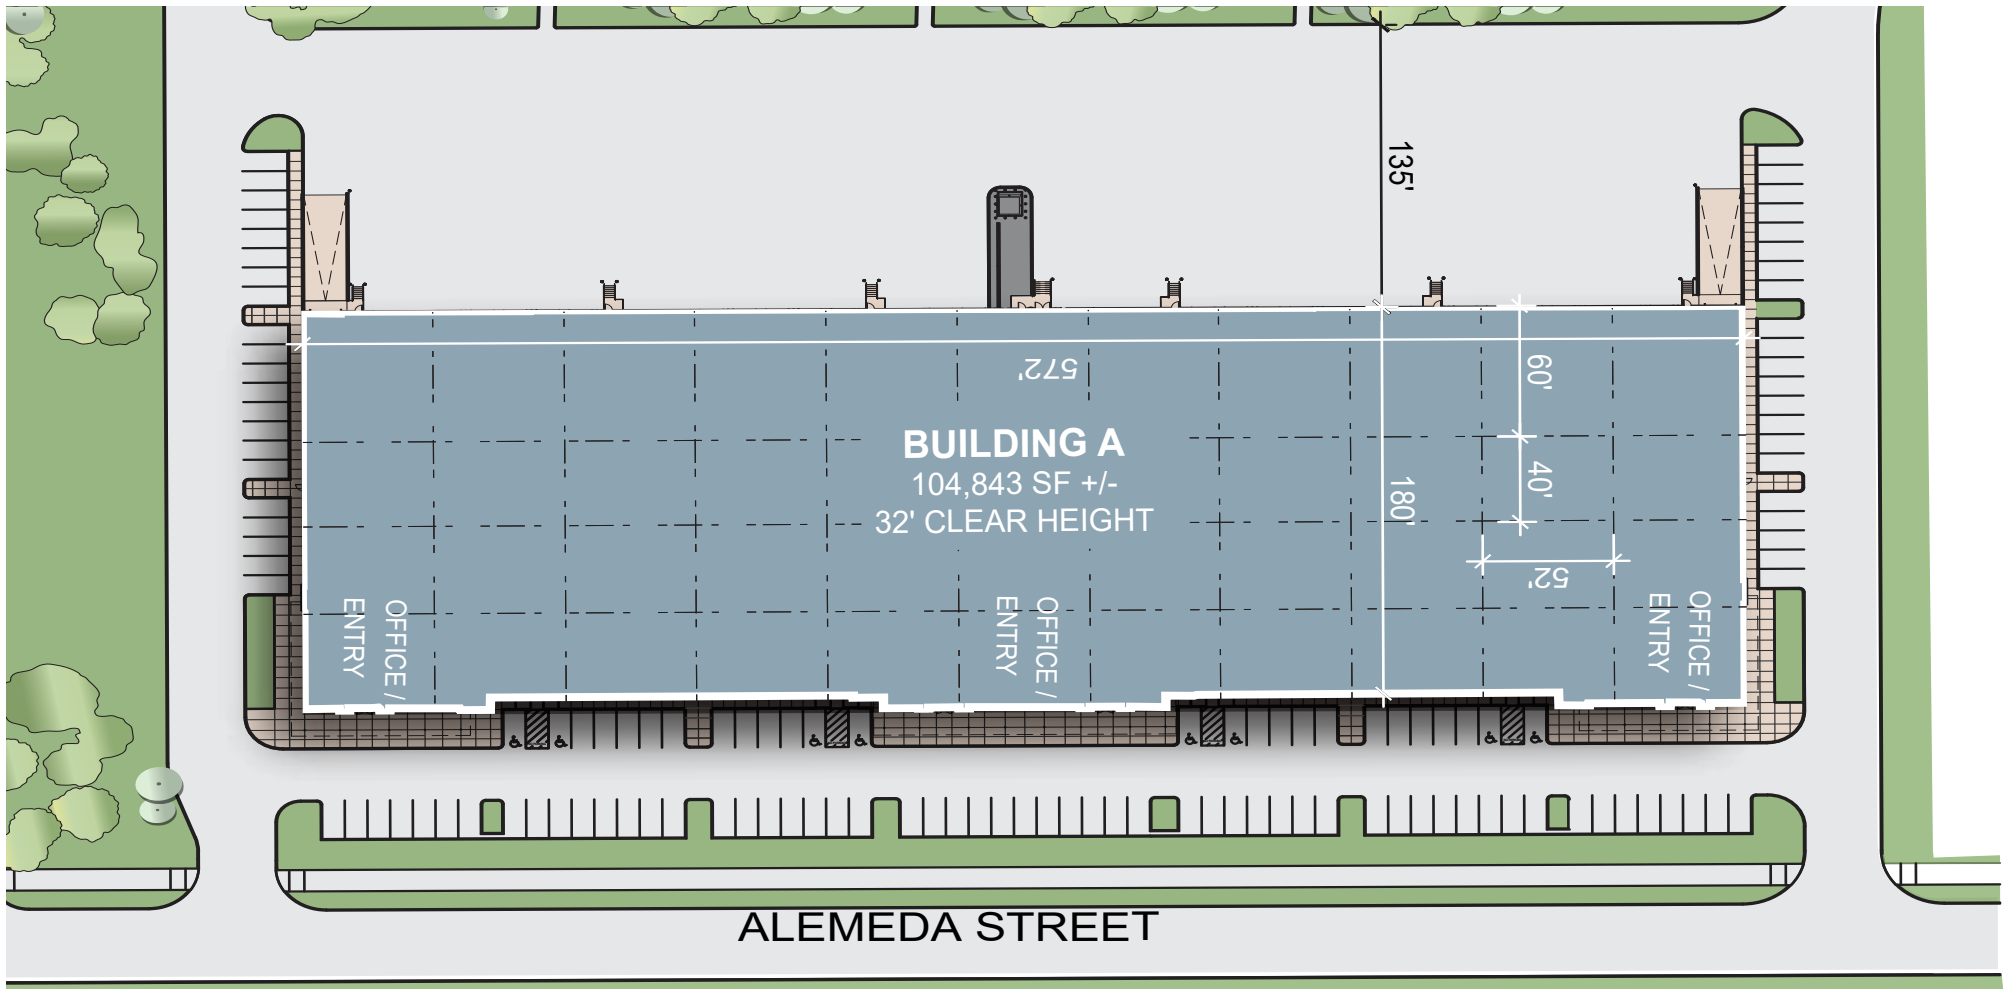 135'
572'
60'
BUILDING A
104,843 SF +/-
32' CLEAR HEIGHT
180'
40'
52'
OFFICE /
ENTRY
OFFICE /
ENTRY
OFFICE /
ENTRY
ALEMEDA STREET